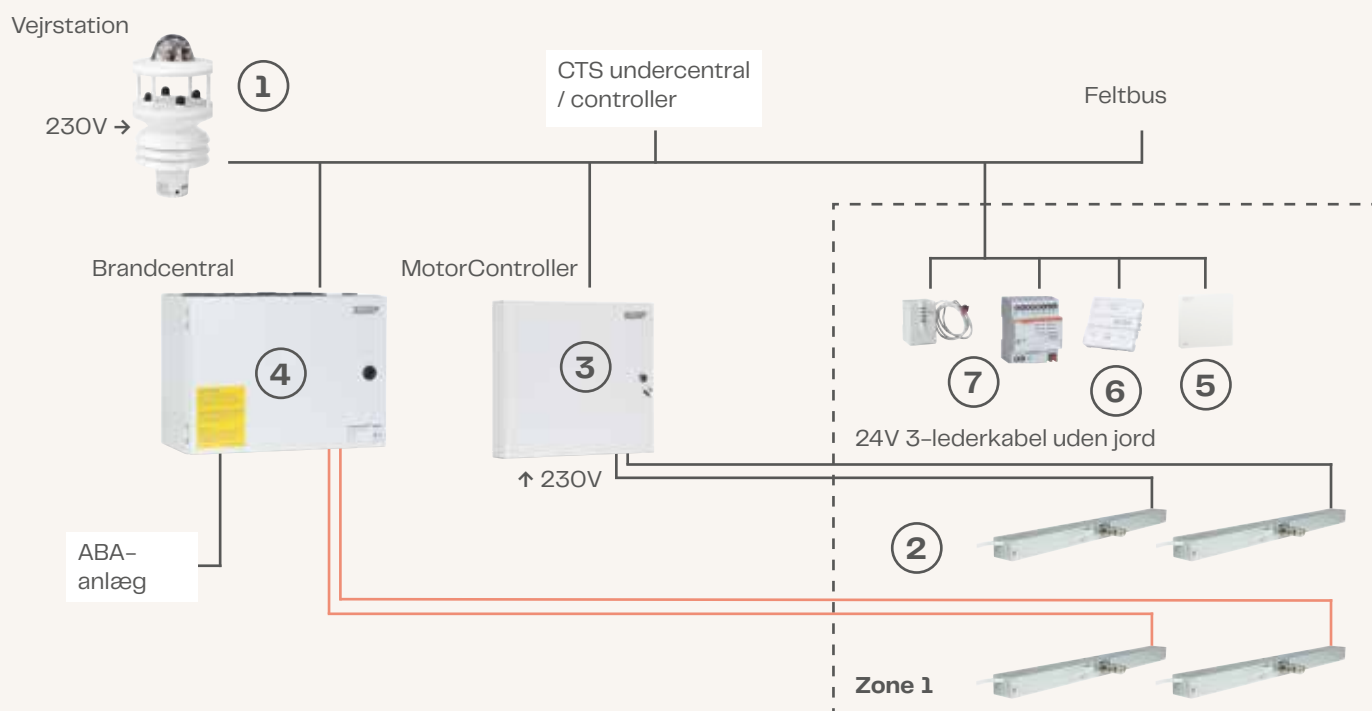 Vejrstation
1
CTS undercentral
/ controller
Feltbus
230V →
Brandcentral
MotorController
4
3
7
6
5
24V 3-lederkabel uden jord
↑ 230V
2
ABA-
anlæg
Zone 1